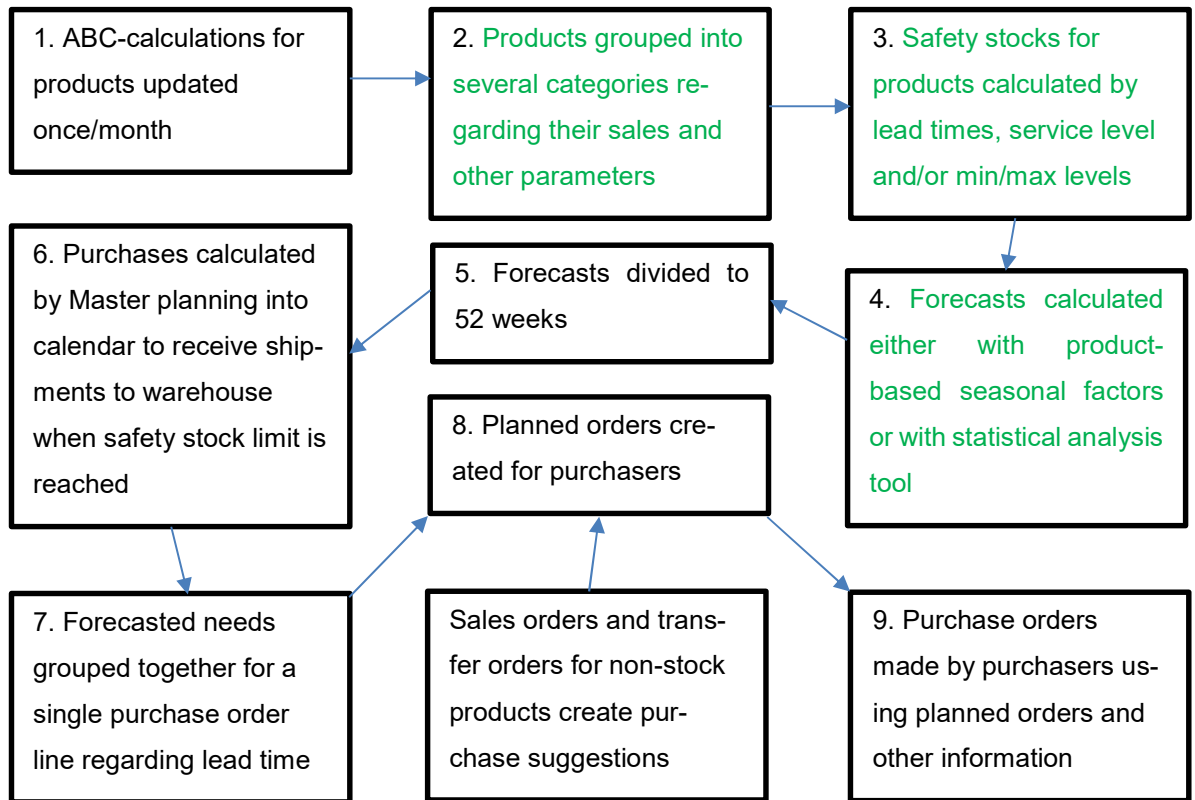 1. ABC-calculations for
products updated
once/month
2. Products grouped into
several categories re-
garding their sales and
other parameters
3. Safety stocks for
products calculated by
lead times, service level
and/or min/max levels
4. Forecasts calculated
either with product-
based seasonal factors
or with statistical analysis
tool
5. Forecasts divided to
52 weeks
6. Purchases calculated
by Master planning into
calendar to receive ship-
ments to warehouse
when safety stock limit is
reached
7. Forecasted needs
grouped together for a
single purchase order
line regarding lead time
8. Planned orders cre-
ated for purchasers
Sales orders and trans-
fer orders for non-stock
products create pur-
chase suggestions
9. Purchase orders
made by purchasers us-
ing planned orders and
other information